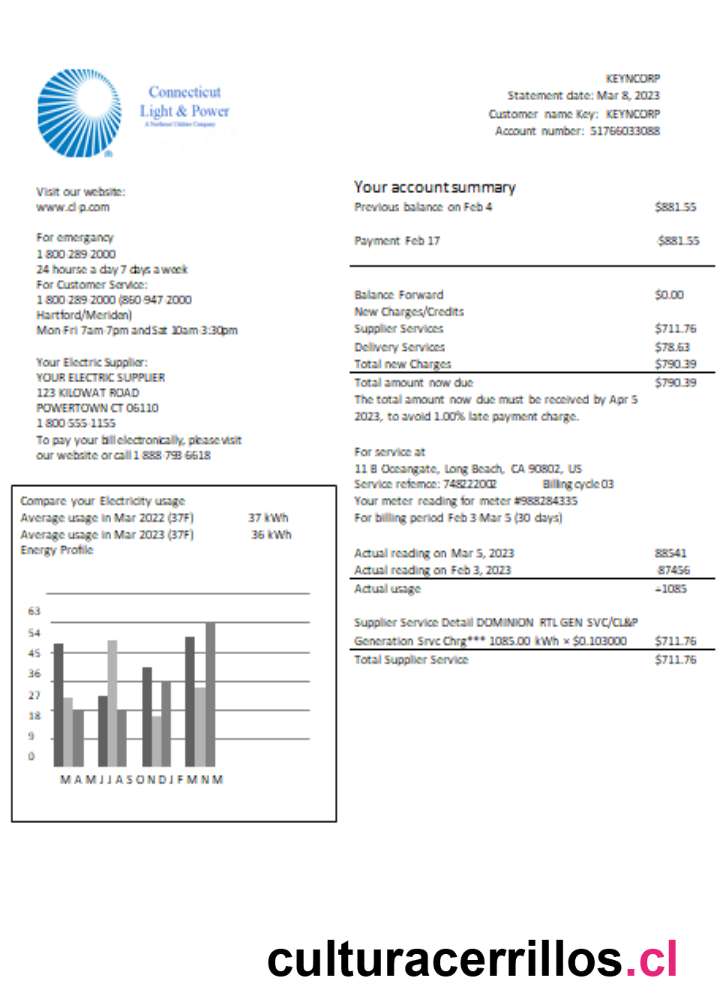 Connecticut
Light & Power
A Northeast Utilities Company
KEYNCORP
Statement date: Mar 8, 2023
Customer name Key: KEYNCORP
Account number: 51766033088
Visit our website:
www.cl-p.com
For emergancy
1 800 289 2000
24 hourse a day 7 days a week
For Customer Service:
1 800 289 2000 (860 947 2000
Hartford/Meriden)
Mon Fri 7am-7pm and Sat 10am-3:30pm
Your Electric Supplier:
YOUR ELECTRIC SUPPLIER
123 KILOWAT ROAD
POWERTOWN CT 06110
1 800 555 1155
To pay your bill electronically, please visit
our website or call 1 888 793 6618
Your account summary
Previous balance on Feb 4 $881.55
Payment Feb 17 $881.55
Balance Forward $0.00
New Charges/Credits
Supplier Services $711.76
Delivery Services $78.63
Total new Charges $790.39
Total amount now due $790.39
The total amount now due must be received by Apr 5
2023, to avoid 1.00% late payment charge.
For service at
11 B Oceangate, Long Beach, CA 90802, US
Service refernce: 748222002 Billing cycle 03
Your meter reading for meter #988284335
For billing period Feb 3 Mar 5 (30 days)
Actual reading on Mar 5, 2023 88541
Actual reading on Feb 3, 2023 87456
Actual usage =1085
Supplier Service Detail DOMINION RTL GEN SVC/CL&P
Generation Srvc Chrg*** 1085.00 kWh × $0.103000 $711.76
Total Supplier Service $711.76
Compare your Electricity usage
Average usage in Mar 2022 (37F) 37 kWh
Average usage in Mar 2023 (37F) 36 kWh
Energy Profile
63
54
45
36
27
18
9
0
M A M J J A S O N D J F M N M
culturacerrillos.cl